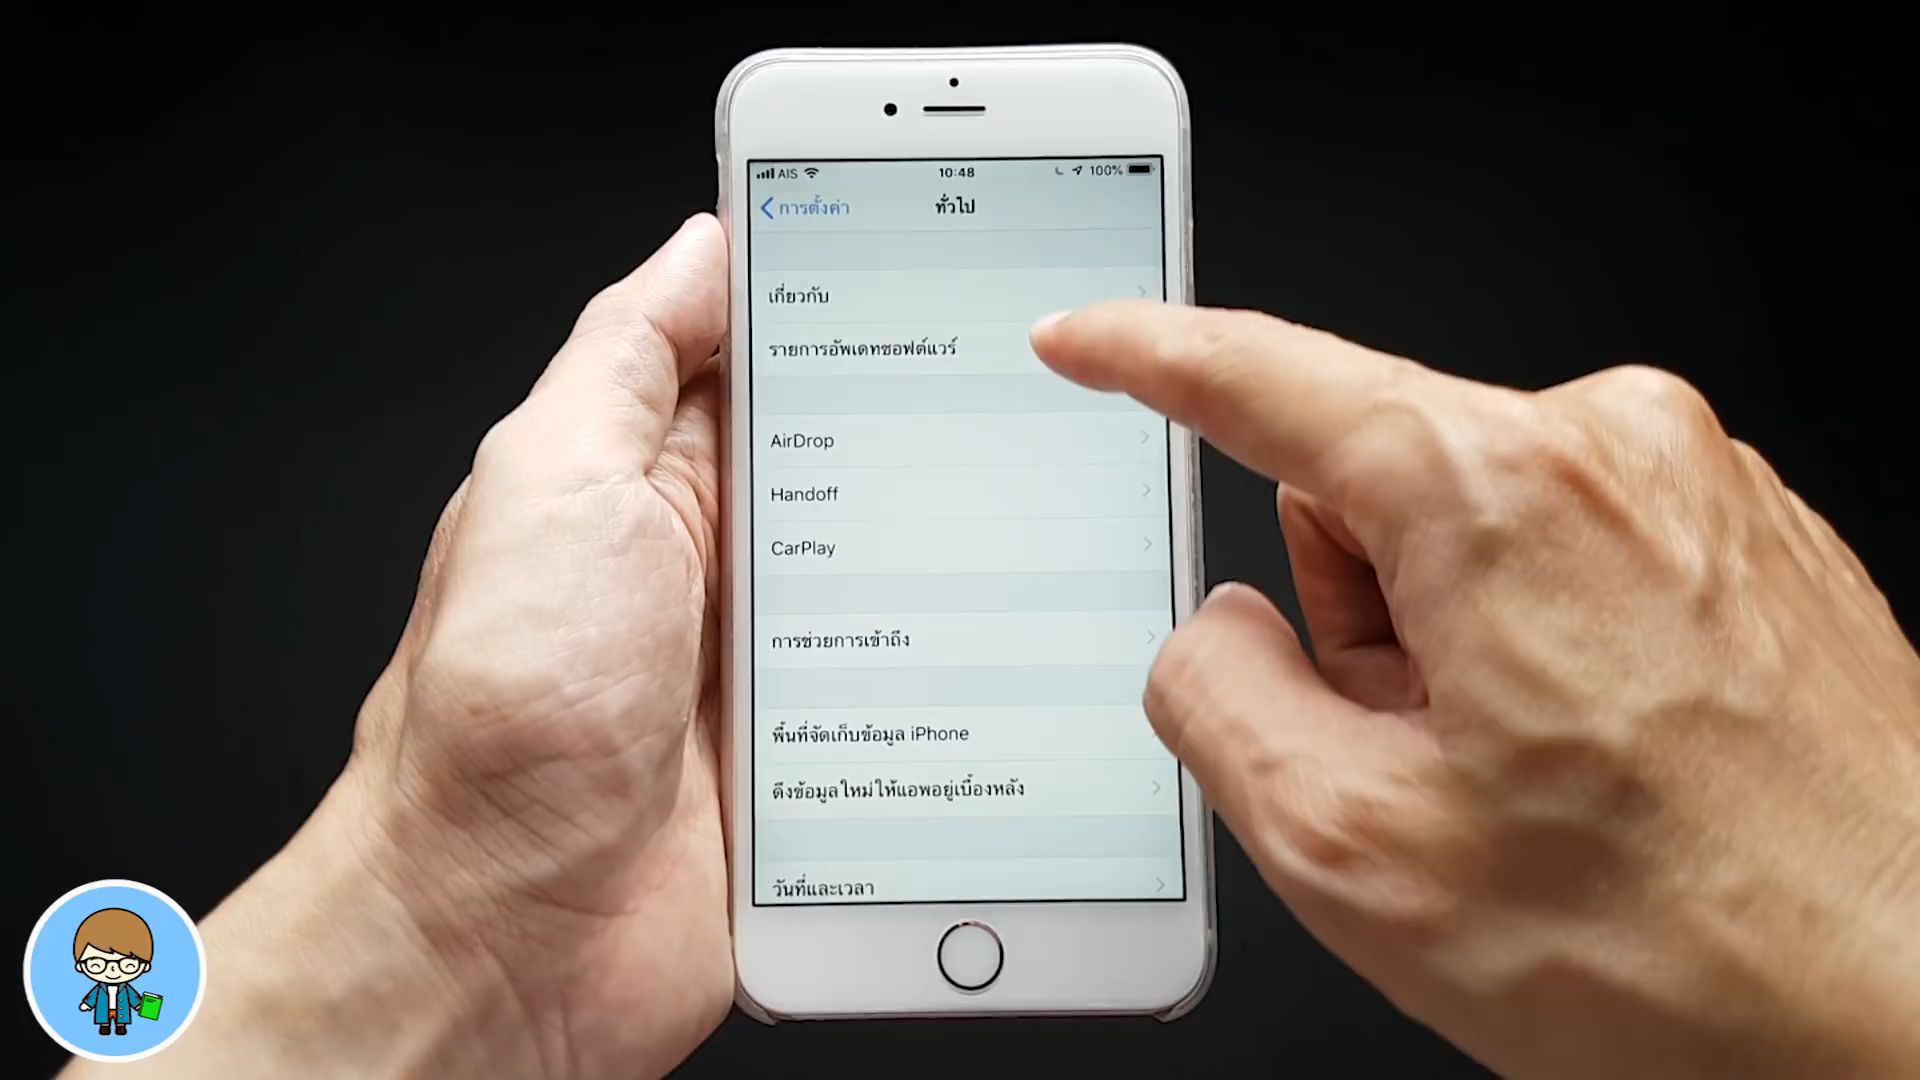 AIS 10:48 100%
การตั้งค่า ทั่วไป
เกี่ยวกับ
รายการอัพเดทซอฟต์แวร์
AirDrop
Handoff
CarPlay
การช่วยการเข้าถึง
พื้นที่จัดเก็บข้อมูล iPhone
ดึงข้อมูลใหม่ให้แอพอยู่เบื้องหลัง
วันที่และเวลา